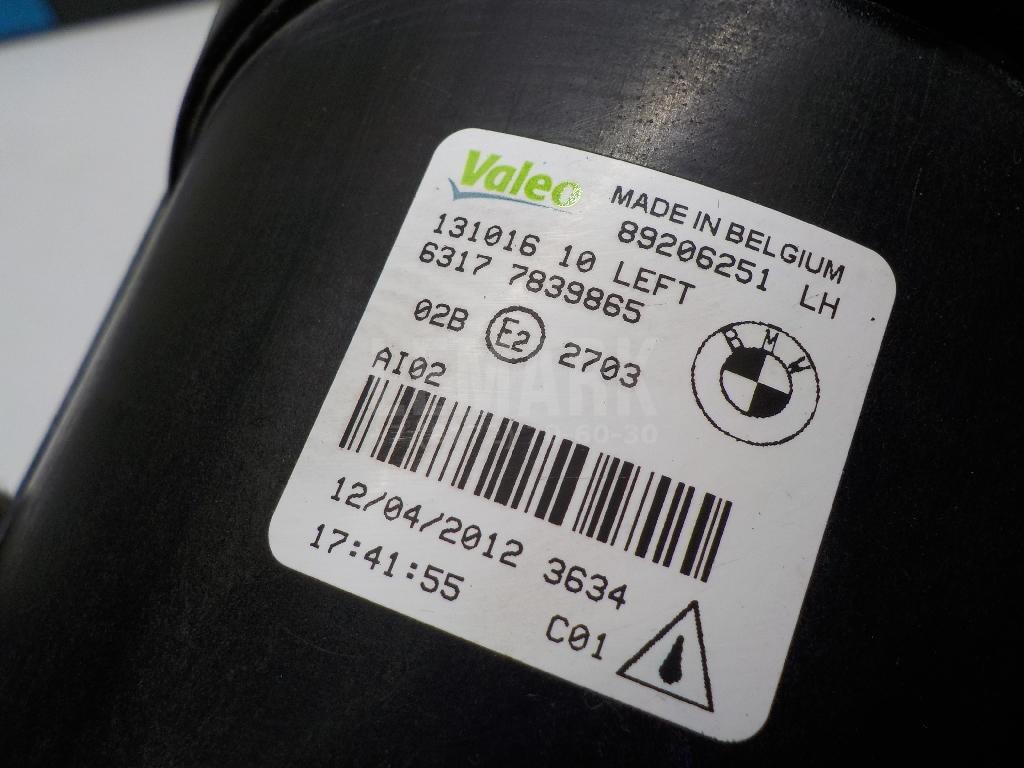 Valeo MADE IN BELGIUM
89206251 LH
131016 10 LEFT
6317 7839865
02B E2 2703
BMW
AI02
12/04/2012 3634
17:41:55
C01